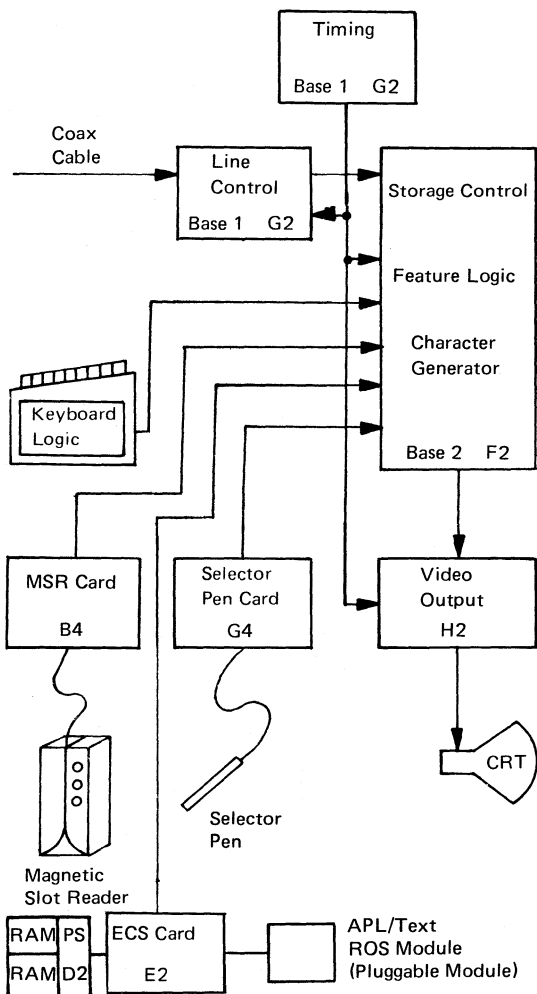 Timing
Base 1 G2
Coax
Cable
Line
Control
Base 1 G2
Storage Control
Feature Logic
Character
Generator
Base 2 F2
Keyboard
Logic
MSR Card
B4
Selector
Pen Card
G4
Video
Output
H2
CRT
Selector
Pen
Magnetic
Slot Reader
RAM PS
RAM D2
ECS Card
E2
APL/Text
ROS Module
(Pluggable Module)